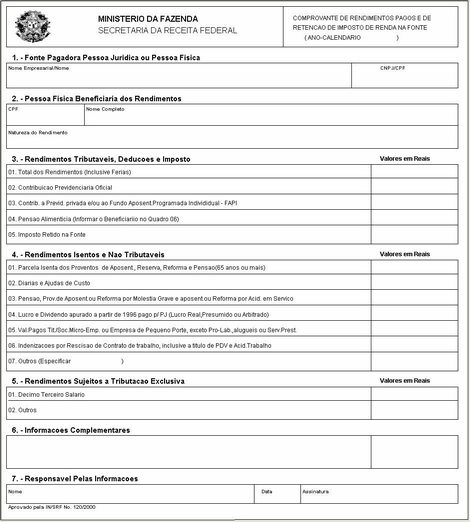 MINISTERIO DA FAZENDA
SECRETARIA DA RECEITA FEDERAL
COMPROVANTE DE RENDIMENTOS PAGOS E DE
RETENCAO DE IMPOSTO DE RENDA NA FONTE
( ANO-CALENDARIO )
1. - Fonte Pagadora Pessoa Juridica ou Pessoa Fisica
Nome Empresarial/Nome
CNPJ/CPF
2. - Pessoa Fisica Beneficiaria dos Rendimentos
CPF
Nome Completo
Natureza do Rendimento
3. - Rendimentos Tributaveis, Deducoes e Imposto
Valores em Reais
01. Total dos Rendimentos (Inclusive Ferias)
02. Contribuicao Previdenciaria Oficial
03. Contrib. a Previd. privada e/ou ao Fundo Aposent.Programada Individidual - FAPI
04. Pensao Alimenticia (Informar o Beneficiario no Quadro 06)
05. Imposto Retido na Fonte
4. - Rendimentos Isentos e Nao Tributaveis
Valores em Reais
01. Parcela Isenta dos Proventos de Aposent., Reserva, Reforma e Pensao(65 anos ou mais)
02. Diarias e Ajudas de Custo
03. Pensao, Prov.de Aposent.ou Reforma por Molestia Grave e aposent.ou Reforma por Acid. em Servico
04. Lucro e Dividendo apurado a partir de 1996 pago p/ PJ (Lucro Real,Presumido ou Arbitrado)
05. Val.Pagos Tit./Soc.Micro-Emp. ou Empresa de Pequeno Porte, exceto Pro-Lab.,alugueis ou Serv.Prest.
06. Indenizacoes por Rescisao de Contrato de trabalho, inclusive a titulo de PDV e Acid.Trabalho
07. Outros (Especificar )
5. - Rendimentos Sujeitos a Tributacao Exclusiva
Valores em Reais
01. Decimo Terceiro Salario
02. Outros
6. - Informacoes Complementares
7. - Responsavel Pelas Informacoes
Nome
Data
Assinatura
Aprovado pela IN/SRF No. 120/2000